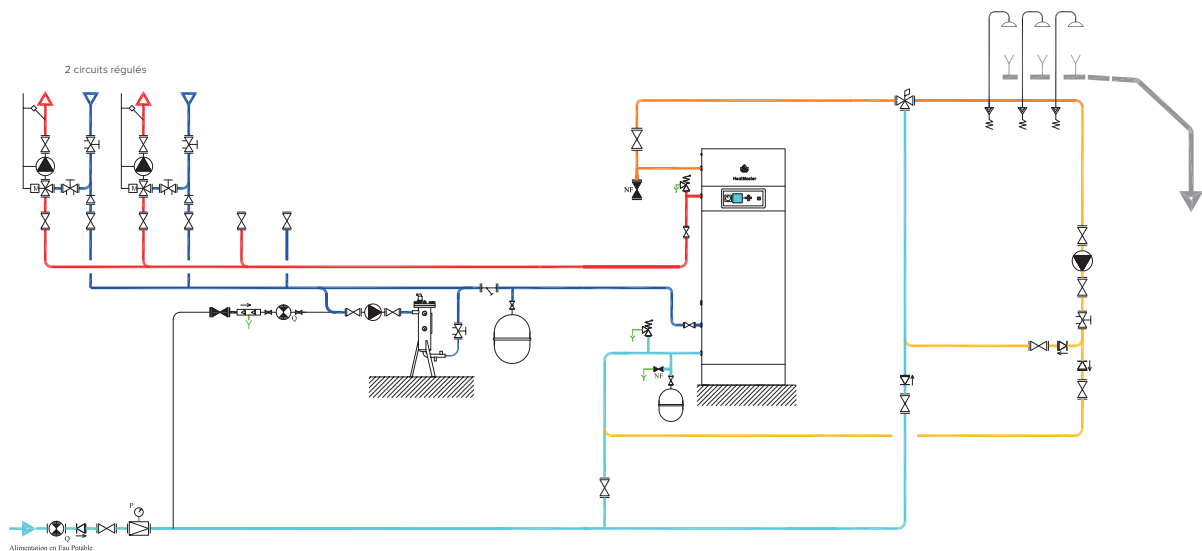 2 circuits régulés
M
M
NF
HeatMaster
Q
NF
P
Q
Alimentation en Eau Potable